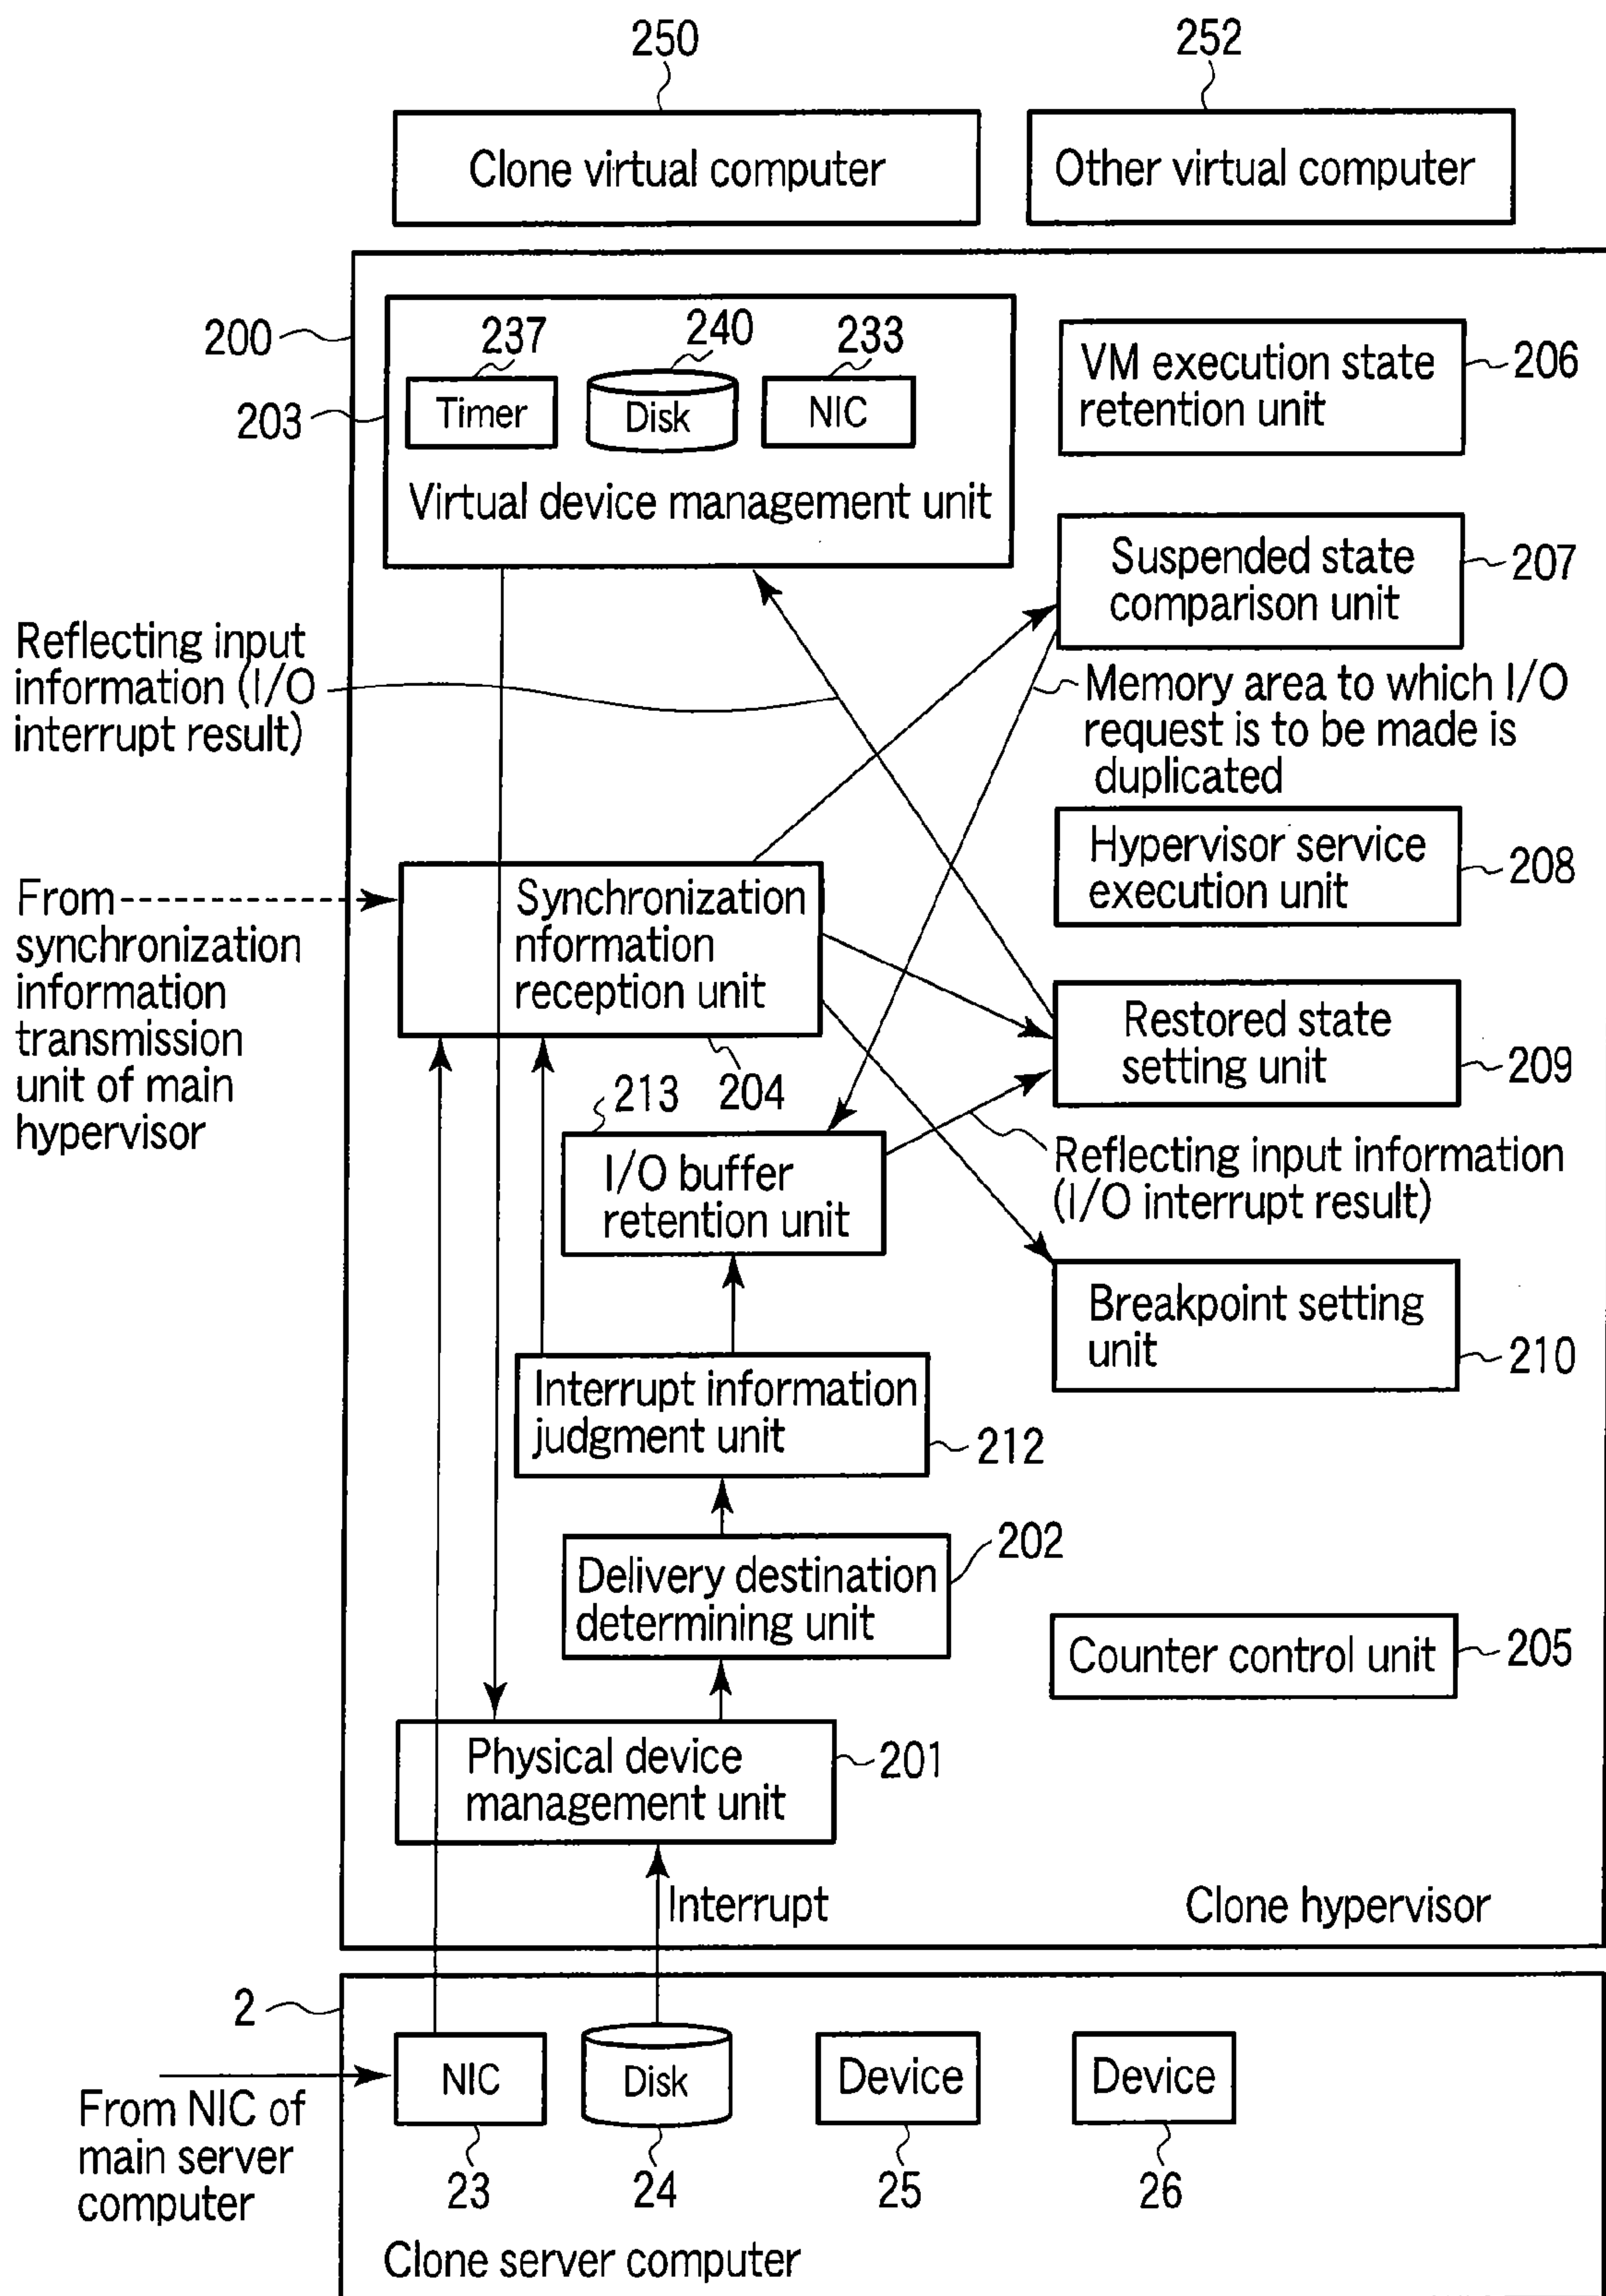 250
252
Clone virtual computer
Other virtual computer
200
237
240
233
203
Timer
Disk
NIC
Virtual device management unit
VM execution state
retention unit
206
Suspended state
comparison unit
207
Reflecting input
information (I/O
interrupt result)
Memory area to which I/O
request is to be made is
duplicated
Hypervisor service
execution unit
208
From
synchronization
information
transmission
unit of main
hypervisor
Synchronization
nformation
reception unit
204
Restored state
setting unit
209
213
I/O buffer
retention unit
Reflecting input information
(I/O interrupt result)
Breakpoint setting
unit
210
Interrupt information
judgment unit
212
202
Delivery destination
determining unit
Counter control unit
205
Physical device
management unit
201
Interrupt
Clone hypervisor
2
NIC
Disk
Device
Device
From NIC of
main server
computer
23
24
25
26
Clone server computer